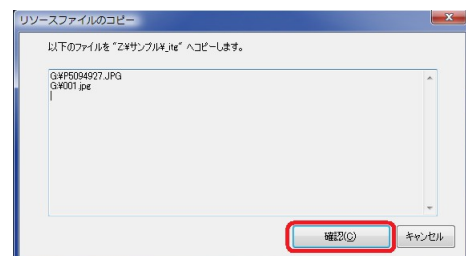 リソースファイルのコピー
以下のファイルを "Z¥サンプル¥_ite" へコピーします。
G:¥P5094927.JPG
G:¥001.jpg
確認(C)
キャンセル